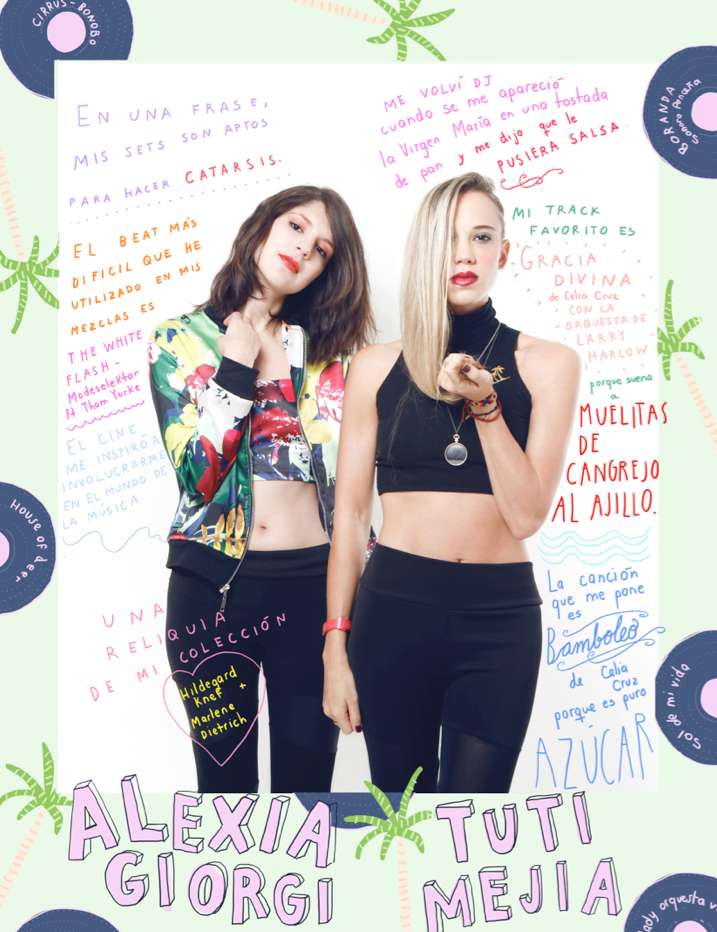 CIRRUS - BONOBO
EN UNA FRASE,
MIS SETS SON APTOS
PARA HACER CATARSIS.
EL BEAT MÁS
DIFICIL QUE HE
UTILIZADO EN MIS
MEZCLAS ES
THE WHITE
FLASH -
Modeselektor
Ft Thom Yorke
EL CINE,
ME INSPIRÓ A
INVOLUCRARME
EN EL MUNDO DE
LA MÚSICA
House of deer
UNA
RELIQUIA
DE MI COLECCIÓN
Hildegard
Knef +
Marlene
Dietrich
ME VOLVÍ DJ
cuando se me apareció
la Virgen María en una tostada
de pan y me dijo que le
PUSIERA SALSA.
BORANDA
MI TRACK
FAVORITO ES
GRACIA
DIVINA
de Celia Cruz
CON LA
ORQUESTA DE
LARRY
HARLOW
porque suena
a
MUELITAS
DE
CANGREJO
AL AJILLO.
La canción
que me pone
es
Bamboleo
de Celia
Cruz
porque es puro
AZÚCAR
Sol de mi vida
ALEXIA
GIORGI
TUTI
MEJIA
orquesta